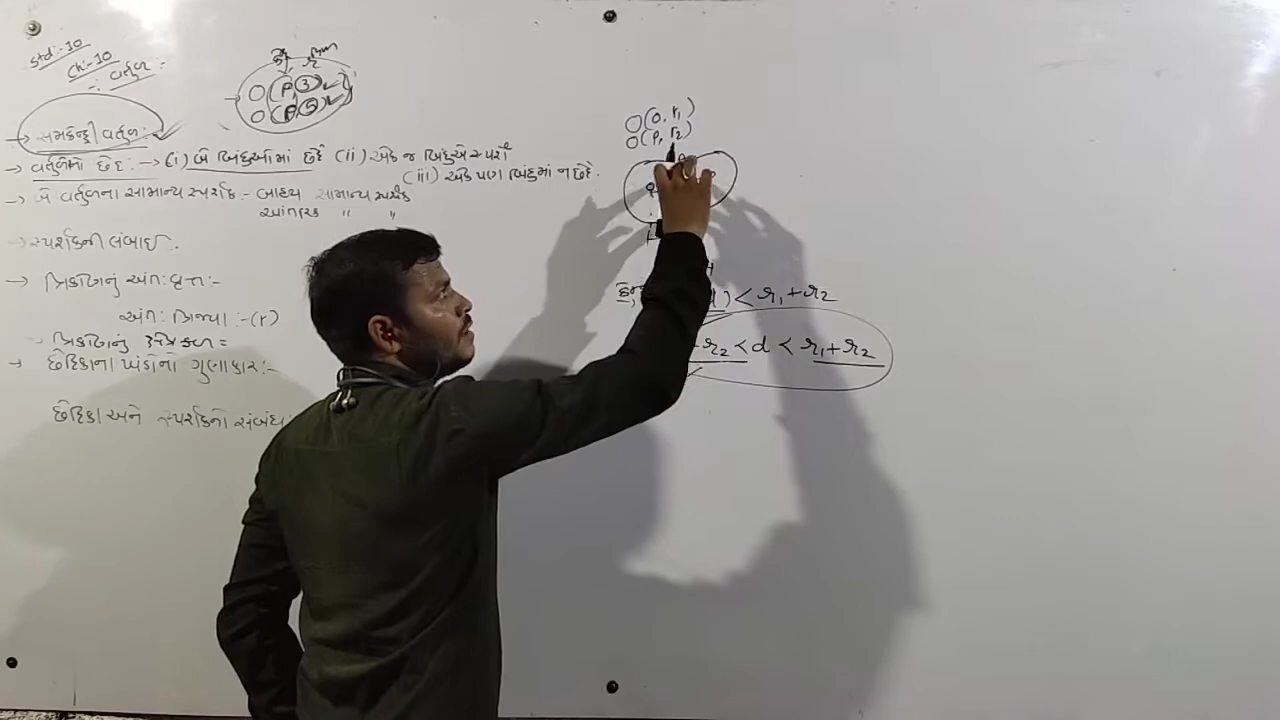 Std:-10
Ch:-10
-: વર્તુળ :-
કેન્દ્ર ત્રિજ્યા
○ (P, 3) ✓
○ (P, 5) ✓
→ સમકેન્દ્રી વર્તુળ:- ✓
→ વર્તુળમાં છેદ:- → (i) બે બિંદુઓમાં છેદે (ii) એક જ બિંદુએ સ્પર્શે
(iii) એક પણ બિંદુમાં ન છેદે.
→ બે વર્તુળના સામાન્ય સ્પર્શક:- બાહ્ય સામાન્ય સ્પર્શક
આંતરિક " "
→ સ્પર્શકની લંબાઈ.
→ ત્રિકોણનું અંત:વૃત્ત:-
અંત: ત્રિજ્યા :-(r)
→ ત્રિકોણનું ક્ષેત્રફળ =
→ છેદિકાના ખંડોનો ગુણાકાર:-
છેદિકા અને સ્પર્શકનો સંબંધ:
○(O, r₁)
○(P, r₂)
) < r₁+r₂
-r₂ < d < r₁+r₂